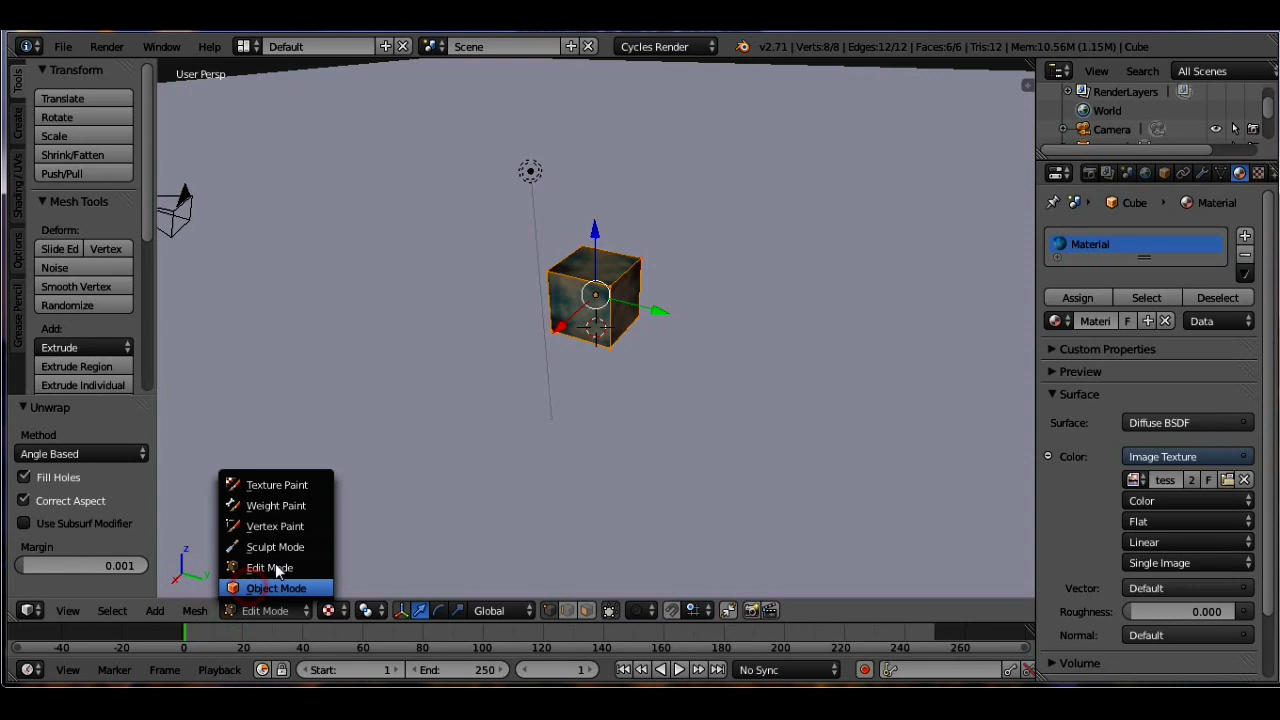 File Render Window Help Default Scene Cycles Render v2.71 | Verts:8/8 | Edges:12/12 | Faces:6/6 | Tris:12 | Mem:10.56M (1.15M) | Cube
Tools
Create
Shading / UVs
Options
Grease Pencil
Transform
Translate
Rotate
Scale
Shrink/Fatten
Push/Pull
Mesh Tools
Deform:
Slide Ed Vertex
Noise
Smooth Vertex
Randomize
Add:
Extrude
Extrude Region
Extrude Individual
Unwrap
Method
Angle Based
Fill Holes
Correct Aspect
Use Subsurf Modifier
Margin
0.001
User Persp
z
x
y
Texture Paint
Weight Paint
Vertex Paint
Sculpt Mode
Edit Mode
Object Mode
View Select Add Mesh Edit Mode Global
-40 -20 0 20 40 60 80 100 120 140 160 180 200 220 240 260
View Marker Frame Playback Start: 1 End: 250 1 No Sync
View Search All Scenes
RenderLayers
World
Camera
Cube Material
Material
Assign Select Deselect
Materi F Data
Custom Properties
Preview
Surface
Surface: Diffuse BSDF
Color: Image Texture
tess 2 F
Color
Flat
Linear
Single Image
Vector: Default
Roughness: 0.000
Normal: Default
Volume